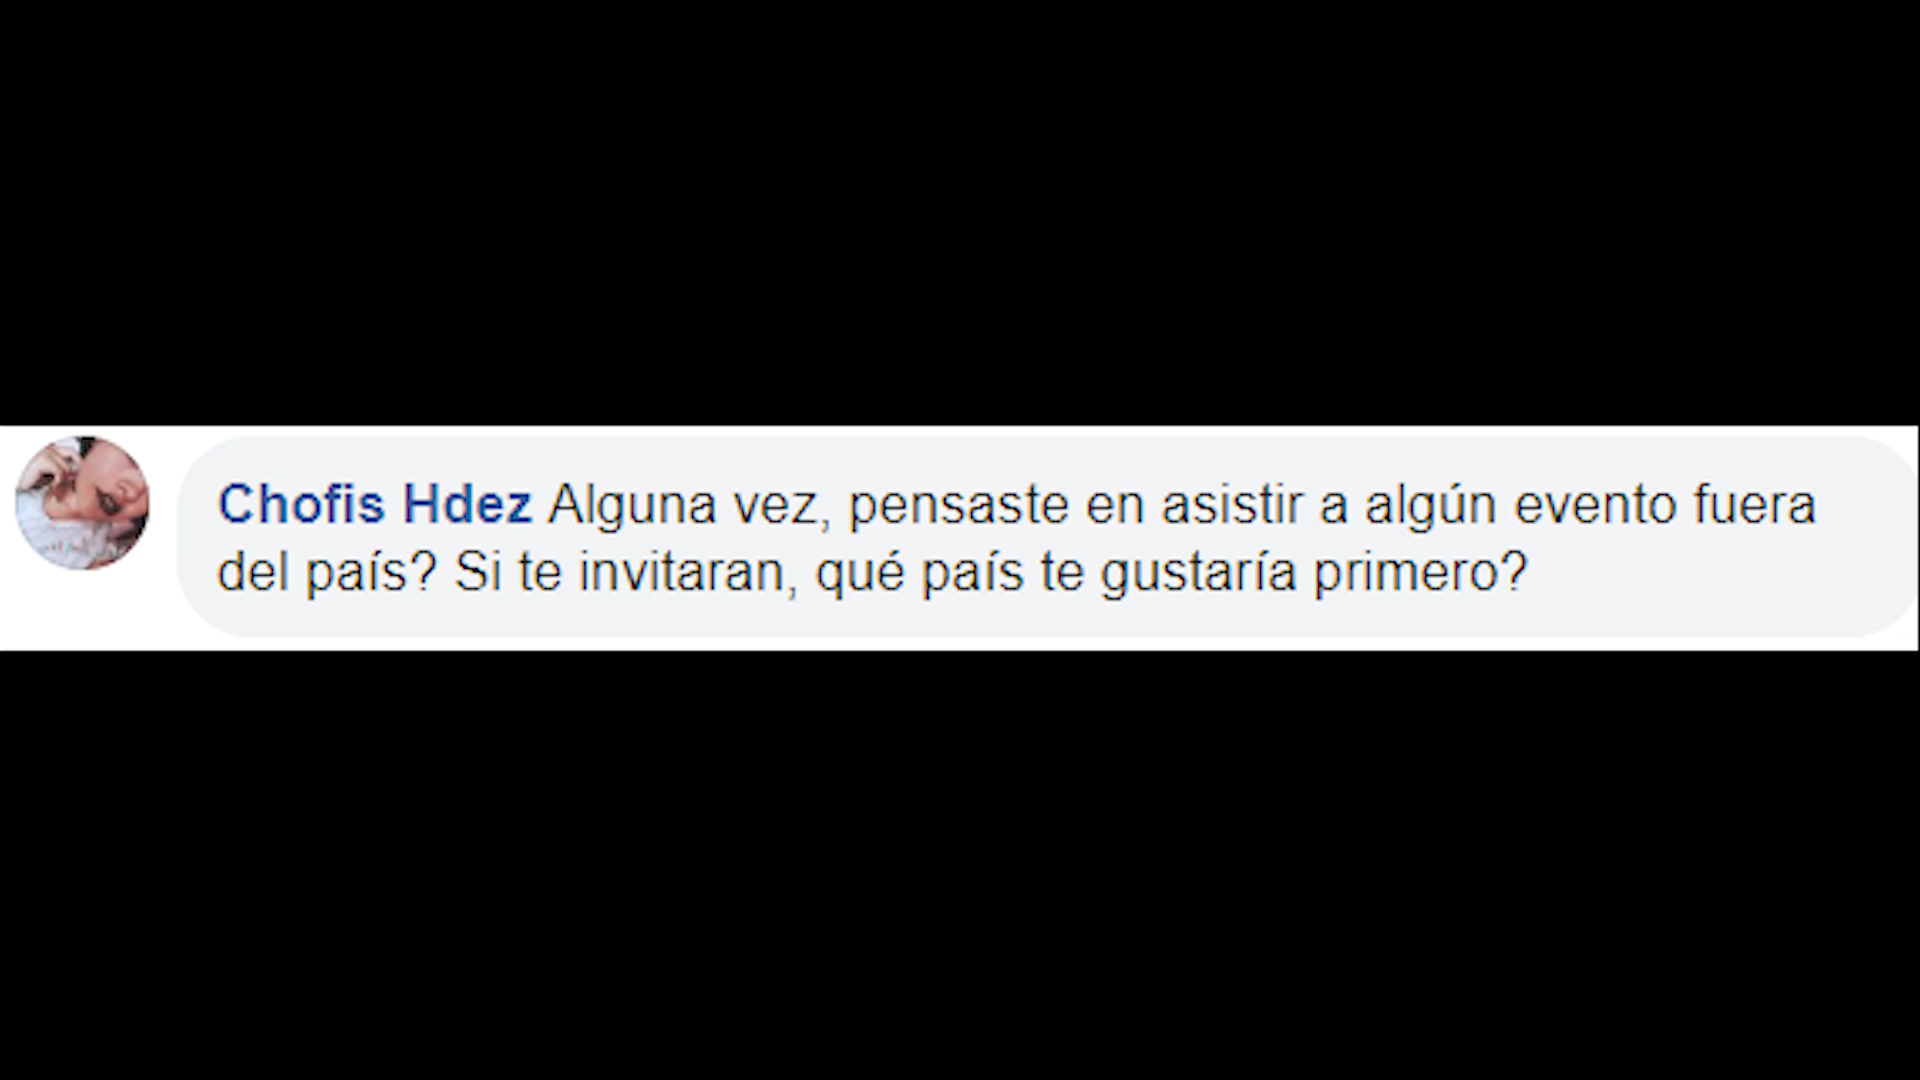 Chofis Hdez Alguna vez, pensaste en asistir a algún evento fuera
del país? Si te invitaran, qué país te gustaría primero?